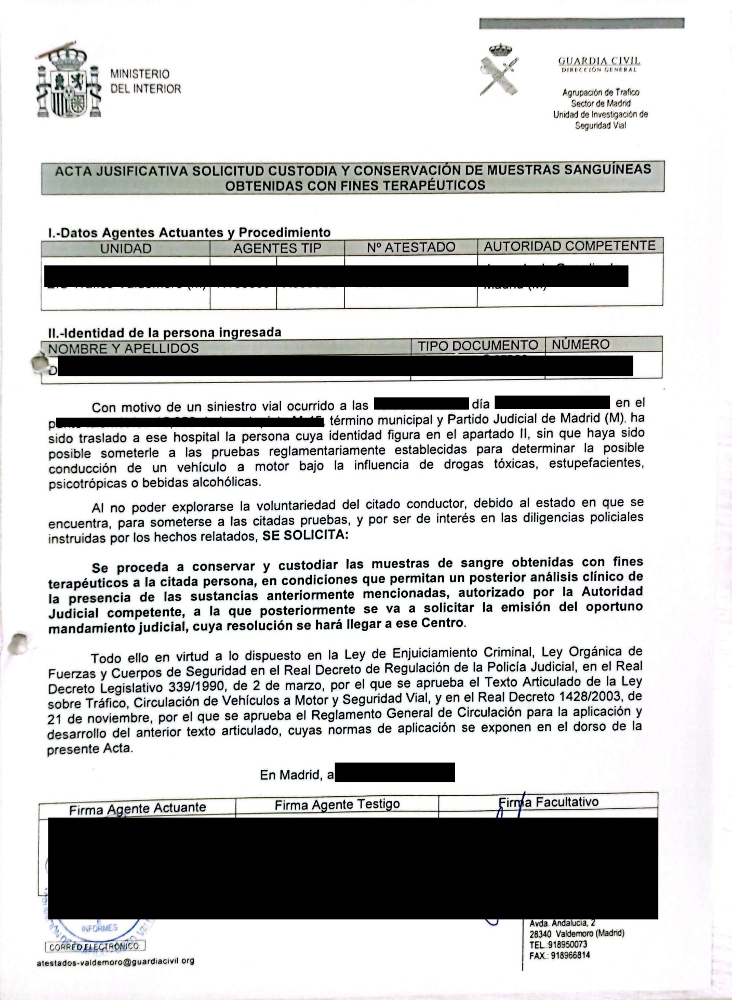 MINISTERIO
DEL INTERIOR
GUARDIA CIVIL
DIRECCIÓN GENERAL
Agrupación de Trafico
Sector de Madrid
Unidad de Investigación de
Seguridad Vial
ACTA JUSIFICATIVA SOLICITUD CUSTODIA Y CONSERVACIÓN DE MUESTRAS SANGUÍNEAS
OBTENIDAS CON FINES TERAPÉUTICOS
I.-Datos Agentes Actuantes y Procedimiento
UNIDAD AGENTES TIP Nº ATESTADO AUTORIDAD COMPETENTE
Madrid (M)
II.-Identidad de la persona ingresada
NOMBRE Y APELLIDOS TIPO DOCUMENTO NÚMERO
D
Con motivo de un siniestro vial ocurrido a las día en el
término municipal y Partido Judicial de Madrid (M), ha
sido traslado a ese hospital la persona cuya identidad figura en el apartado II, sin que haya sido
posible someterle a las pruebas reglamentariamente establecidas para determinar la posible
conducción de un vehículo a motor bajo la influencia de drogas tóxicas, estupefacientes,
psicotrópicas o bebidas alcohólicas.
Al no poder explorarse la voluntariedad del citado conductor, debido al estado en que se
encuentra, para someterse a las citadas pruebas, y por ser de interés en las diligencias policiales
instruidas por los hechos relatados, SE SOLICITA:
Se proceda a conservar y custodiar las muestras de sangre obtenidas con fines
terapéuticos a la citada persona, en condiciones que permitan un posterior análisis clínico de
la presencia de las sustancias anteriormente mencionadas, autorizado por la Autoridad
Judicial competente, a la que posteriormente se va a solicitar la emisión del oportuno
mandamiento judicial, cuya resolución se hará llegar a ese Centro.
Todo ello en virtud a lo dispuesto en la Ley de Enjuiciamiento Criminal, Ley Orgánica de
Fuerzas y Cuerpos de Seguridad en el Real Decreto de Regulación de la Policía Judicial, en el Real
Decreto Legislativo 339/1990, de 2 de marzo, por el que se aprueba el Texto Articulado de la Ley
sobre Tráfico, Circulación de Vehículos a Motor y Seguridad Vial, y en el Real Decreto 1428/2003, de
21 de noviembre, por el que se aprueba el Reglamento General de Circulación para la aplicación y
desarrollo del anterior texto articulado, cuyas normas de aplicación se exponen en el dorso de la
presente Acta.
En Madrid, a
Firma Agente Actuante Firma Agente Testigo Firma Facultativo
E
INFORMES
CORREO ELECTRÓNICO
atestados-valdemoro@guardiacivil.org
Avda. Andalucia, 2
28340 Valdemoro (Madrid)
TEL.:918950073
FAX.: 918966814